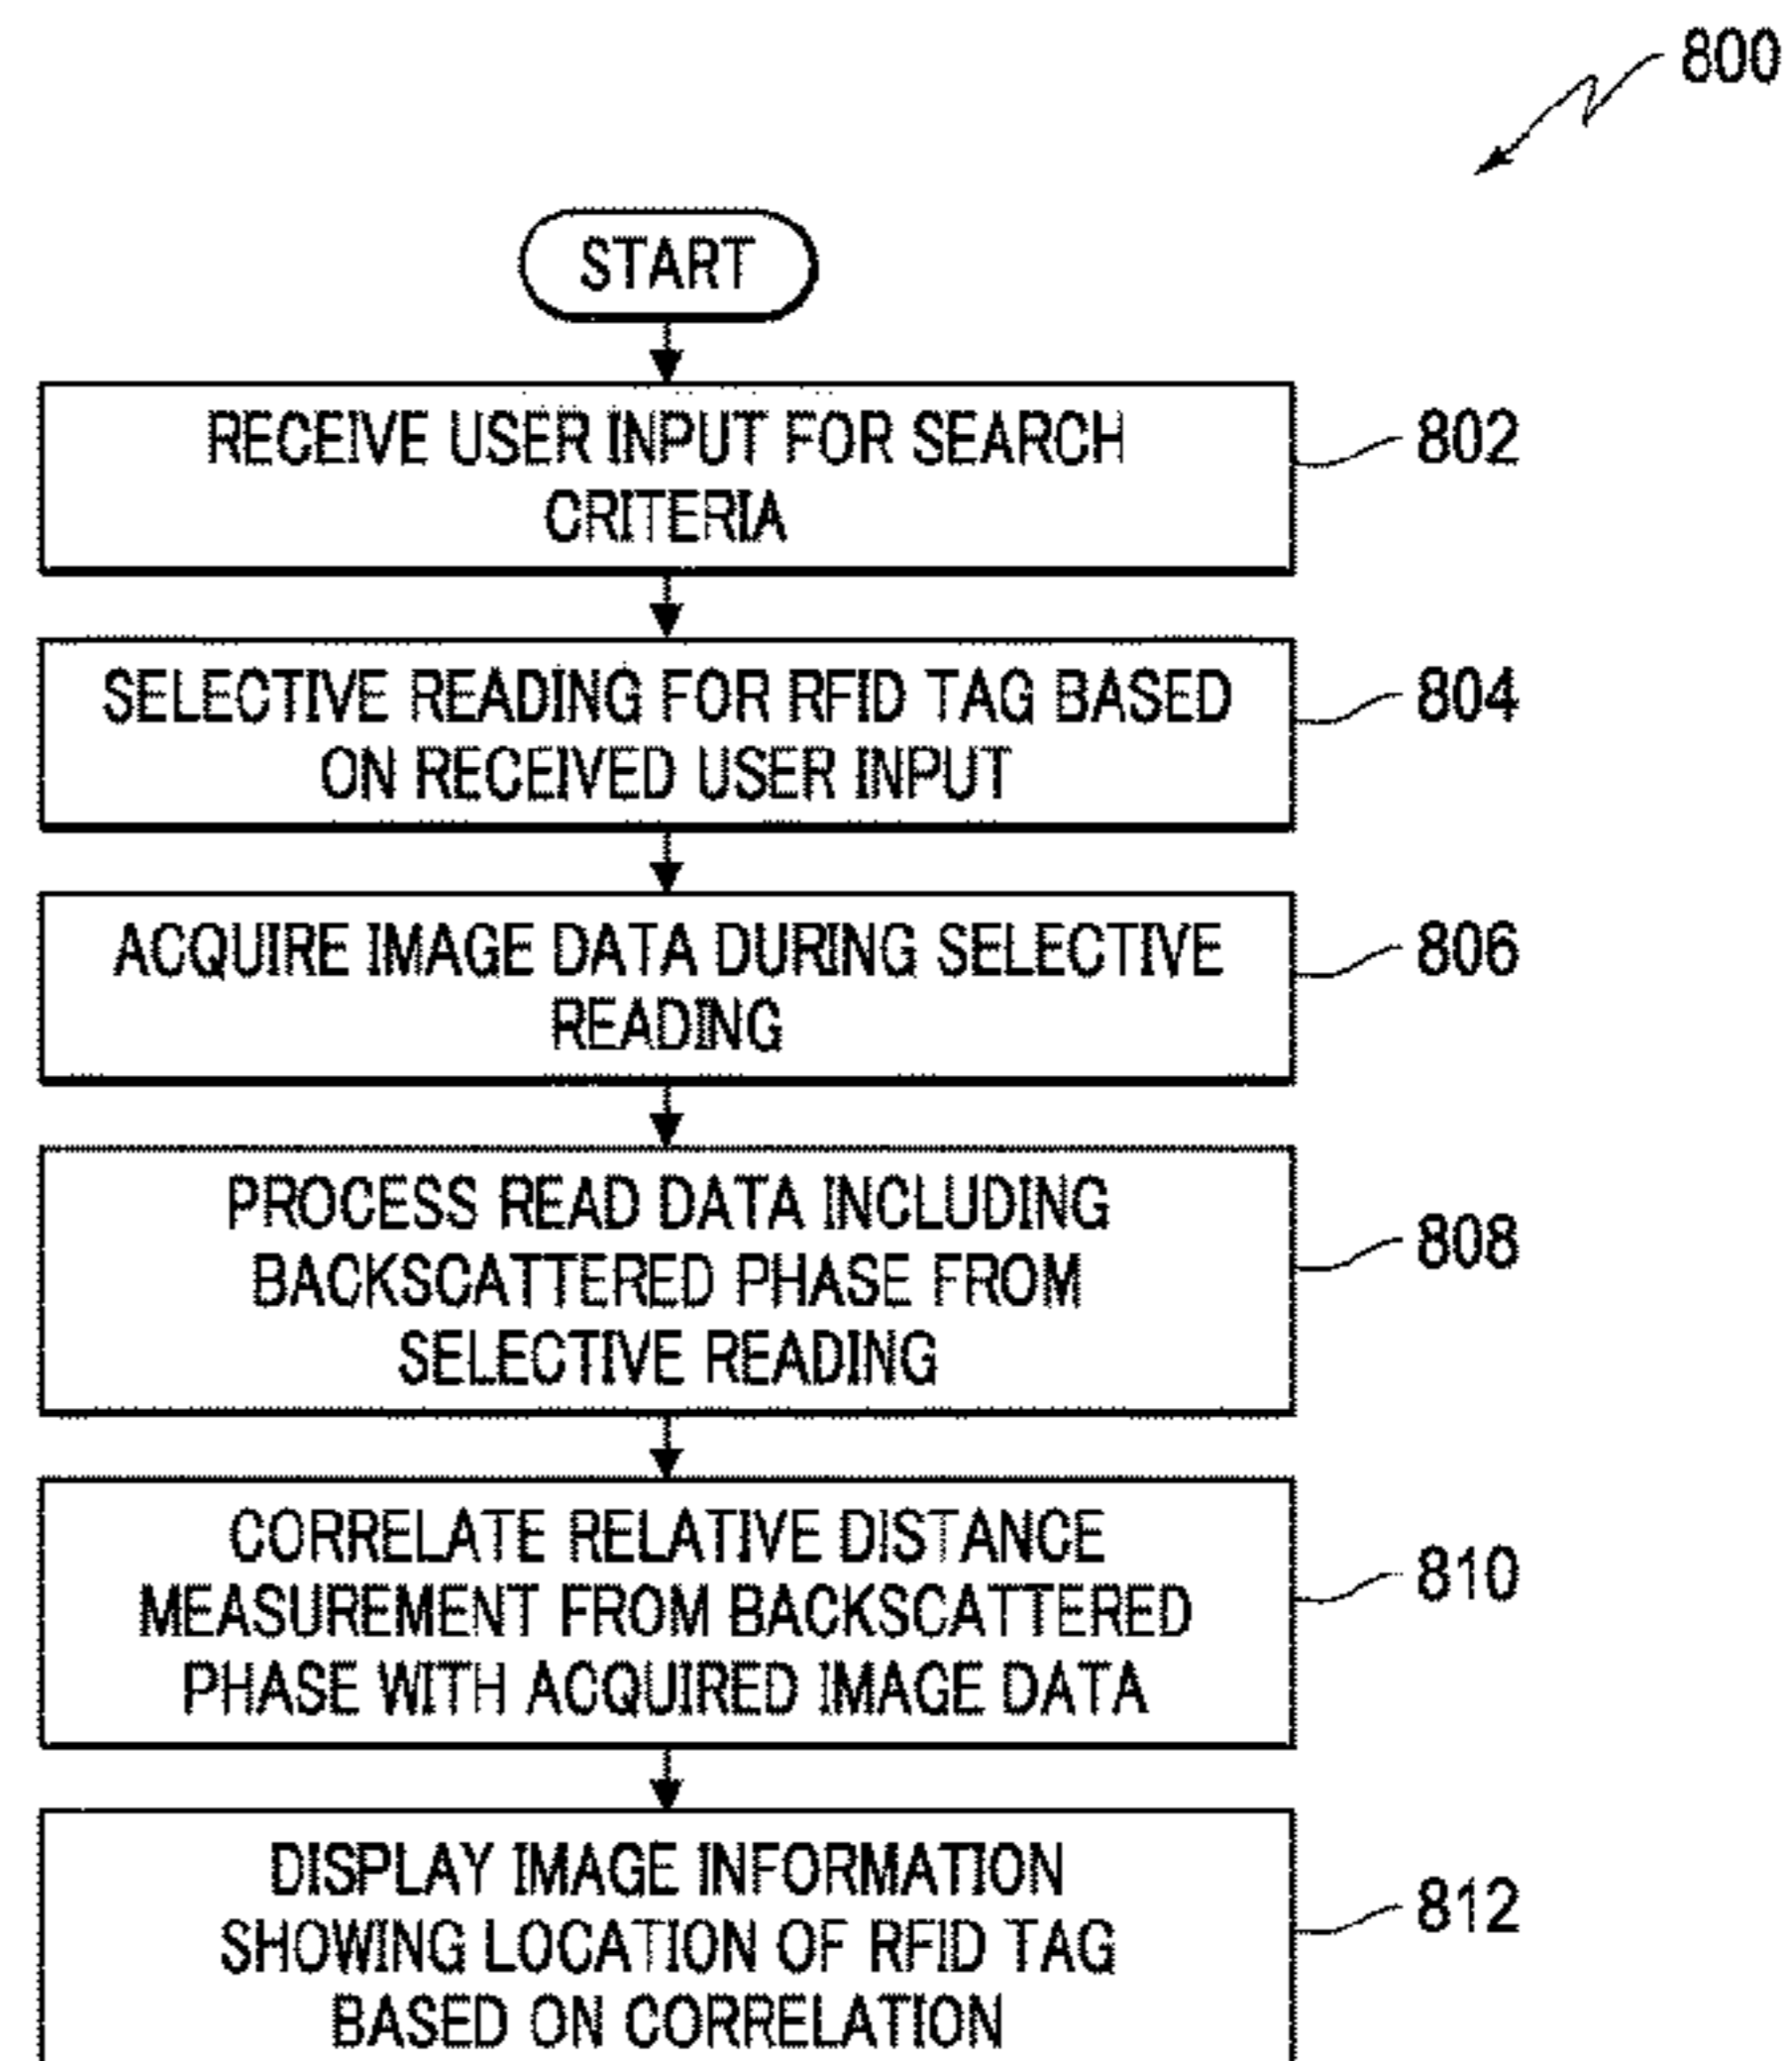 800
START
RECEIVE USER INPUT FOR SEARCH
CRITERIA
802
SELECTIVE READING FOR RFID TAG BASED
ON RECEIVED USER INPUT
804
ACQUIRE IMAGE DATA DURING SELECTIVE
READING
806
PROCESS READ DATA INCLUDING
BACKSCATTERED PHASE FROM
SELECTIVE READING
808
CORRELATE RELATIVE DISTANCE
MEASUREMENT FROM BACKSCATTERED
PHASE WITH ACQUIRED IMAGE DATA
810
DISPLAY IMAGE INFORMATION
SHOWING LOCATION OF RFID TAG
BASED ON CORRELATION
812